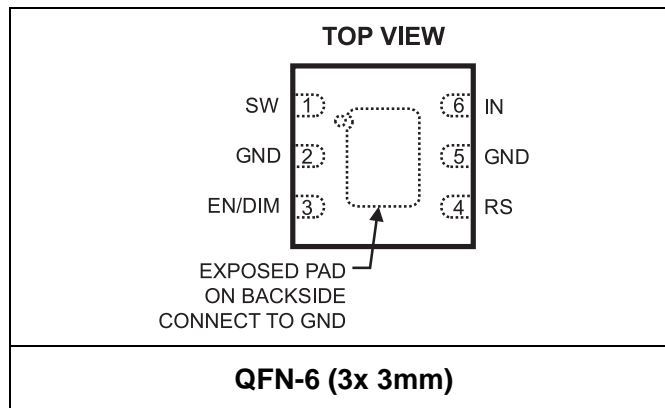 TOP VIEW
SW 1 6 IN
GND 2 5 GND
EN/DIM 3 4 RS
EXPOSED PAD
ON BACKSIDE
CONNECT TO GND
QFN-6 (3x 3mm)